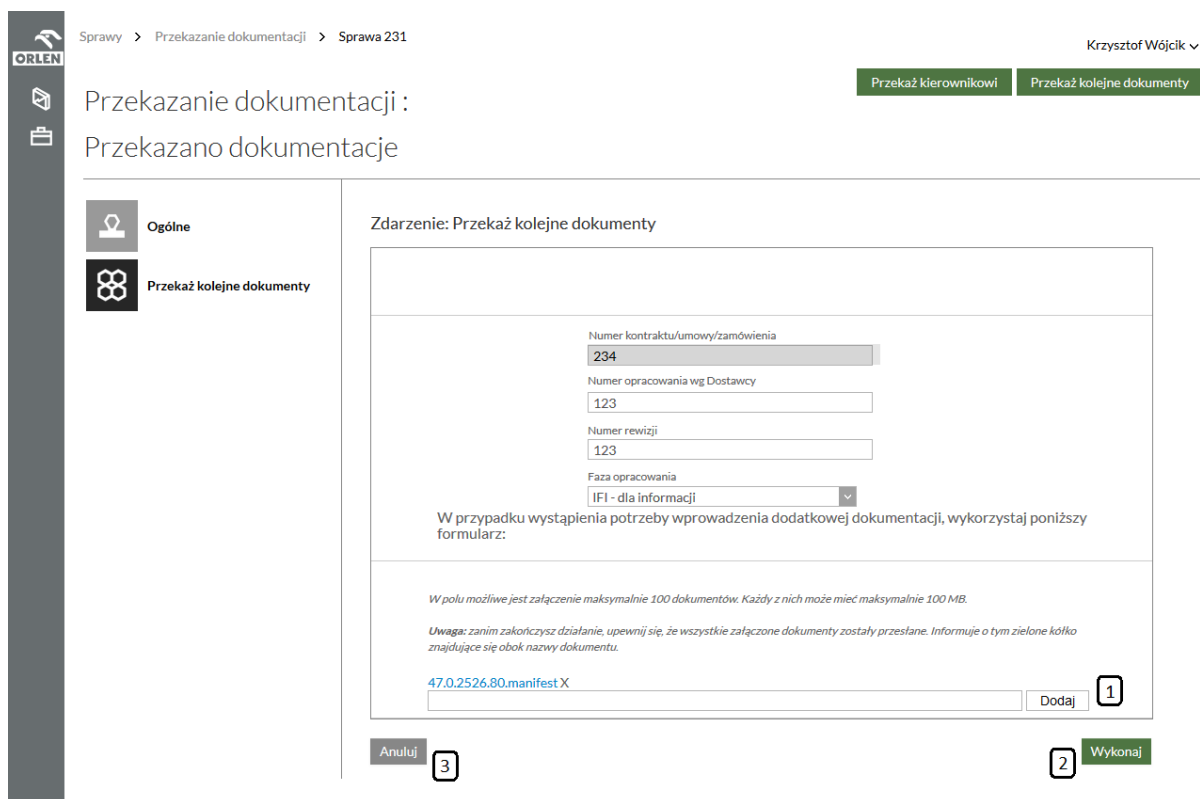 ORLEN
Sprawy > Przekazanie dokumentacji > Sprawa 231
Krzysztof Wójcik
Przekaż kierownikowi
Przekaż kolejne dokumenty
Przekazanie dokumentacji :
Przekazano dokumentacje
Ogólne
Przekaż kolejne dokumenty
Zdarzenie: Przekaż kolejne dokumenty
Numer kontraktu/umowy/zamówienia
234
Numer opracowania wg Dostawcy
123
Numer rewizji
123
Faza opracowania
IFI - dla informacji
W przypadku wystąpienia potrzeby wprowadzenia dodatkowej dokumentacji, wykorzystaj poniższy
formularz:
W polu możliwe jest załączenie maksymalnie 100 dokumentów. Każdy z nich może mieć maksymalnie 100 MB.
Uwaga: zanim zakończysz działanie, upewnij się, że wszystkie załączone dokumenty zostały przesłane. Informuje o tym zielone kółko
znajdujące się obok nazwy dokumentu.
47.0.2526.80.manifest X
Dodaj
1
Anuluj
3
2
Wykonaj